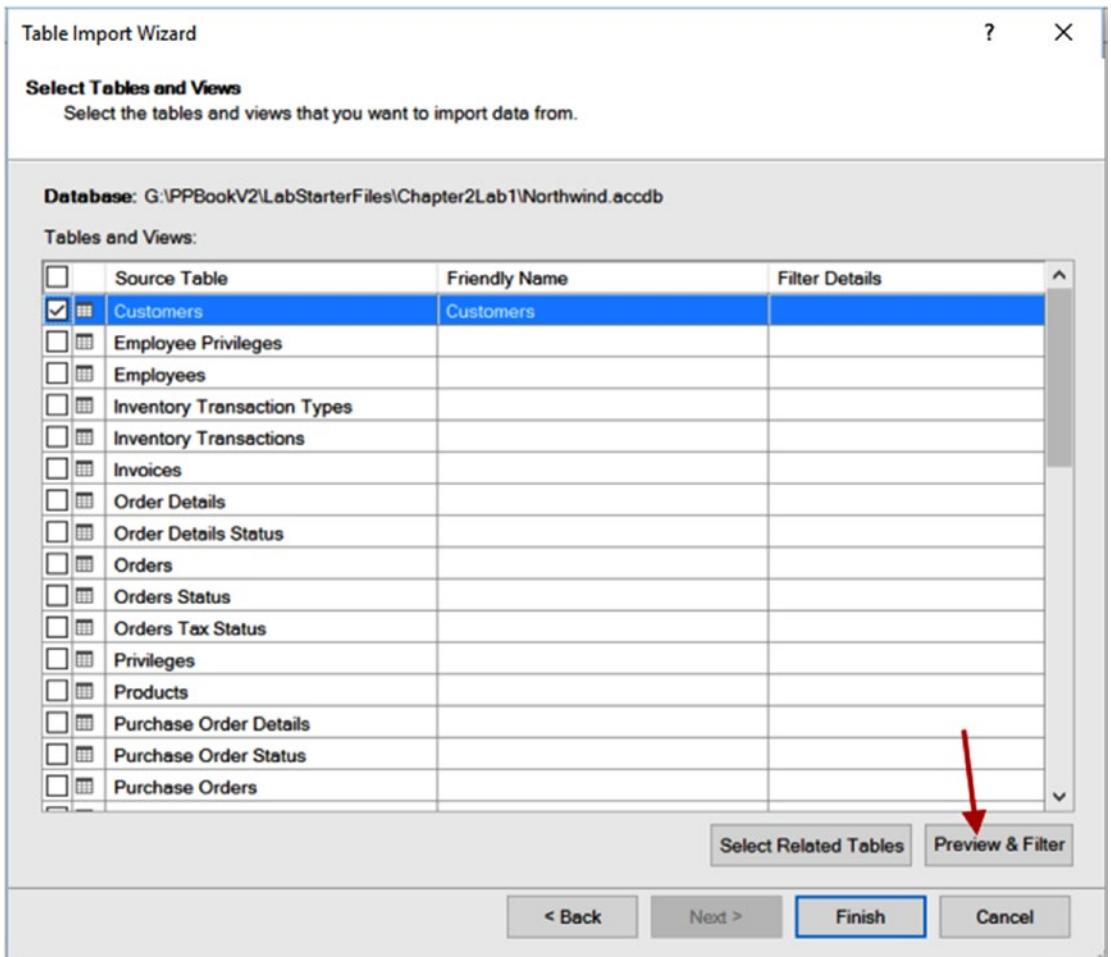 Table Import Wizard ? X
Select Tables and Views
Select the tables and views that you want to import data from.
Database: G:\PPBookV2\LabStarterFiles\Chapter2Lab1\Northwind.accdb
Tables and Views:
Source Table Friendly Name Filter Details
Customers Customers
Employee Privileges
Employees
Inventory Transaction Types
Inventory Transactions
Invoices
Order Details
Order Details Status
Orders
Orders Status
Orders Tax Status
Privileges
Products
Purchase Order Details
Purchase Order Status
Purchase Orders
Select Related Tables Preview & Filter
< Back Next > Finish Cancel